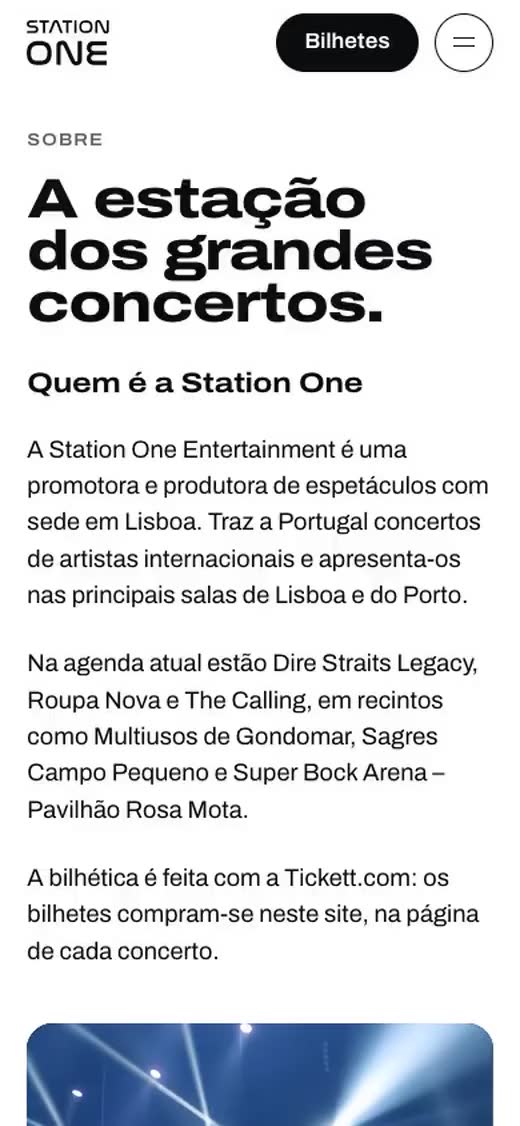 STATION
ONE
Bilhetes
SOBRE
A estação
dos grandes
concertos.
Quem é a Station One
A Station One Entertainment é uma
promotora e produtora de espetáculos com
sede em Lisboa. Traz a Portugal concertos
de artistas internacionais e apresenta-os
nas principais salas de Lisboa e do Porto.
Na agenda atual estão Dire Straits Legacy,
Roupa Nova e The Calling, em recintos
como Multiusos de Gondomar, Sagres
Campo Pequeno e Super Bock Arena –
Pavilhão Rosa Mota.
A bilhética é feita com a Tickett.com: os
bilhetes compram-se neste site, na página
de cada concerto.